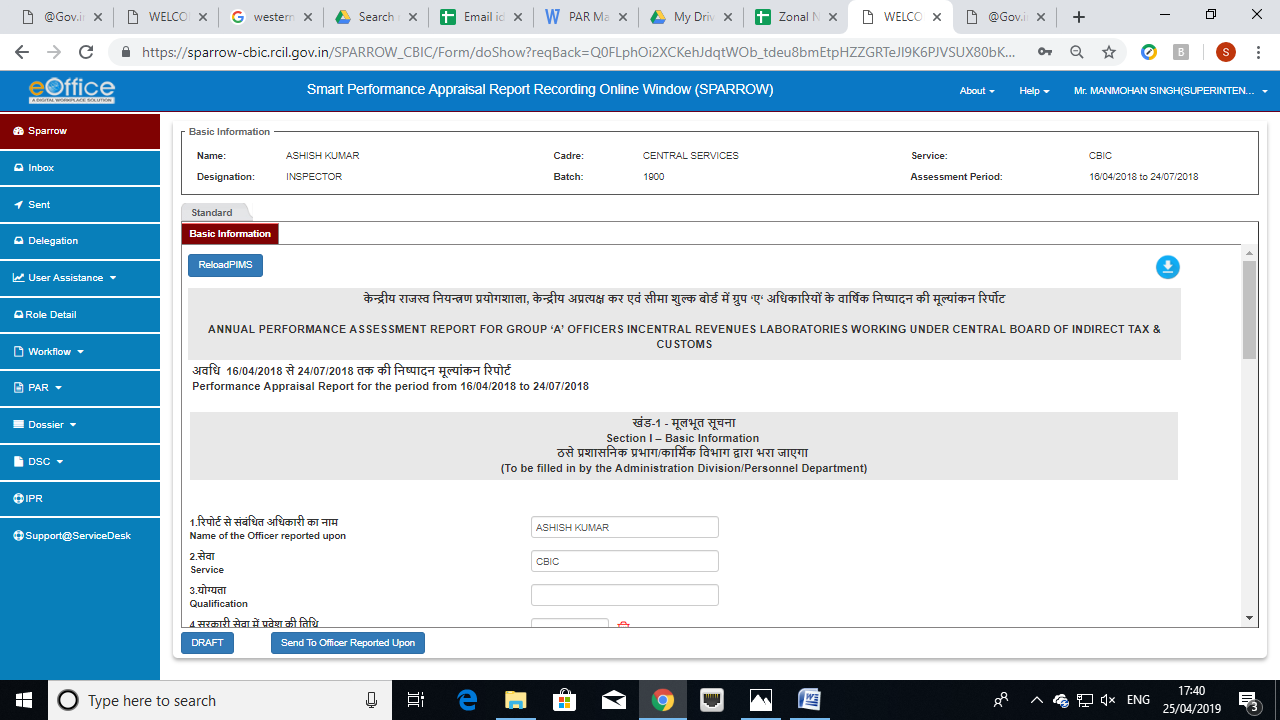 @Gov.i
WELCO
western
Search
Email id
PAR Ma
My Driv
Zonal N
WELCO
@Gov.i
https://sparrow-cbic.rcil.gov.in/SPARROW_CBIC/Form/doShow?reqBack=Q0FLphOi2XCKehJdqtWOb_tdeu8bmEtpHZZGRTeJI9K6PJVSUX80bK...
B
S
eOffice
A DIGITAL WORKPLACE SOLUTION
Smart Performance Appraisal Report Recording Online Window (SPARROW)
About
Help
Mr. MANMOHAN SINGH(SUPERINTEN...
Sparrow
Inbox
Sent
Delegation
User Assistance
Role Detail
Workflow
PAR
Dossier
DSC
IPR
Support@ServiceDesk
Basic Information
Name: ASHISH KUMAR Cadre: CENTRAL SERVICES Service: CBIC
Designation: INSPECTOR Batch: 1900 Assessment Period: 16/04/2018 to 24/07/2018
Standard
Basic Information
ReloadPIMS
केन्द्रीय राजस्व नियन्त्रण प्रयोगशाला, केन्द्रीय अप्रत्यक्ष कर एवं सीमा शुल्क बोर्ड में ग्रुप 'ए' अधिकारियों के वार्षिक निष्पादन की मूल्यांकन रिर्पोट
ANNUAL PERFORMANCE ASSESSMENT REPORT FOR GROUP ‘A’ OFFICERS INCENTRAL REVENUES LABORATORIES WORKING UNDER CENTRAL BOARD OF INDIRECT TAX &
CUSTOMS
अवधि 16/04/2018 से 24/07/2018 तक की निष्पादन मूल्यांकन रिपोर्ट
Performance Appraisal Report for the period from 16/04/2018 to 24/07/2018
खंड-1 - मूलभूत सूचना
Section I – Basic Information
ठसे प्रशासनिक प्रभाग/कार्मिक विभाग द्वारा भरा जाएगा
(To be filled in by the Administration Division/Personnel Department)
1.रिपोर्ट से संबंधित अधिकारी का नाम
Name of the Officer reported upon
ASHISH KUMAR
2.सेवा
Service
CBIC
3.योग्यता
Qualification
4.सरकारी सेवा में प्रवेश की तिथि
DRAFT
Send To Officer Reported Upon
Type here to search
ENG
17:40
25/04/2019
3